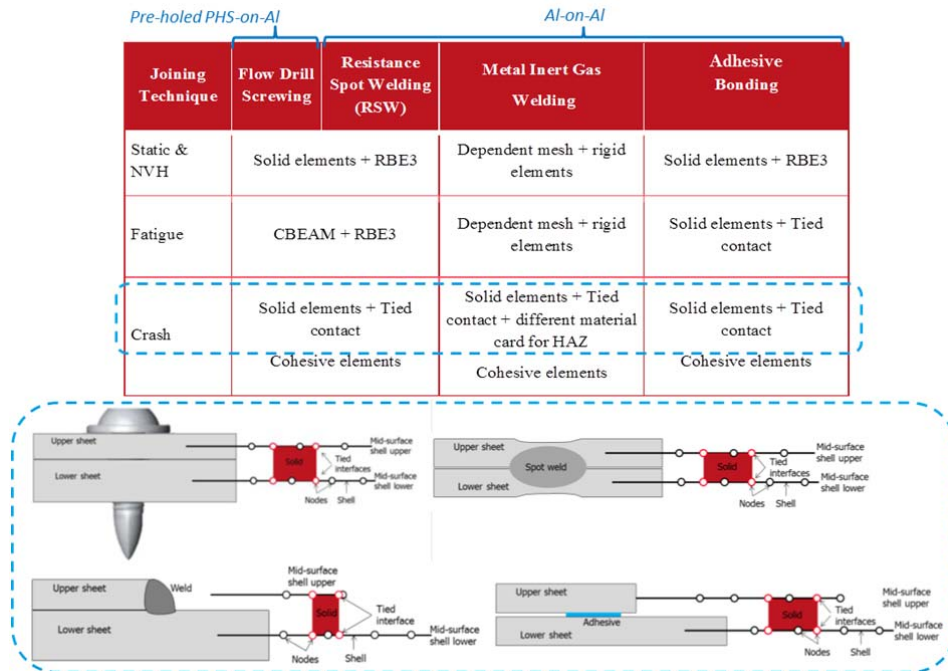 Pre-holed PHS-on-Al
Al-on-Al
Joining
Technique
Flow Drill
Screwing
Resistance
Spot Welding
(RSW)
Metal Inert Gas
Welding
Adhesive
Bonding
Static &
NVH
Solid elements + RBE3
Dependent mesh + rigid
elements
Solid elements + RBE3
Fatigue
CBEAM + RBE3
Dependent mesh + rigid
elements
Solid elements + Tied
contact
Crash
Solid elements + Tied
contact
Cohesive elements
Solid elements + Tied
contact + different material
card for HAZ
Cohesive elements
Solid elements + Tied
contact
Cohesive elements
Upper sheet
Lower sheet
Solid
Mid-surface
shell upper
Tied
interfaces
Mid-surface
shell lower
Nodes
Shell
Upper sheet
Spot weld
Lower sheet
Solid
Mid-surface
shell upper
Tied
interfaces
Mid-surface
shell lower
Nodes
Shell
Upper sheet
Weld
Lower sheet
Mid-surface
shell upper
Solid
Tied
interface
Mid-surface
shell lower
Nodes
Shell
Upper sheet
Adhesive
Lower sheet
Solid
Mid-surface
shell upper
Mid-surface
shell lower
Nodes
Shell
Tied
interfaces